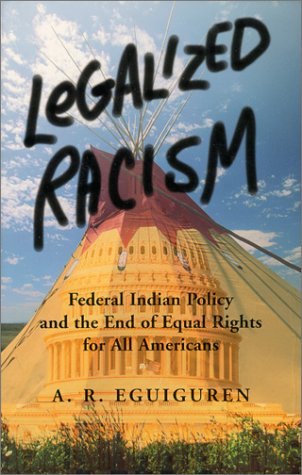 LeGALIZED
RACISM
Federal Indian Policy
and the End of Equal Rights
for All Americans
A. R. EGUIGUREN